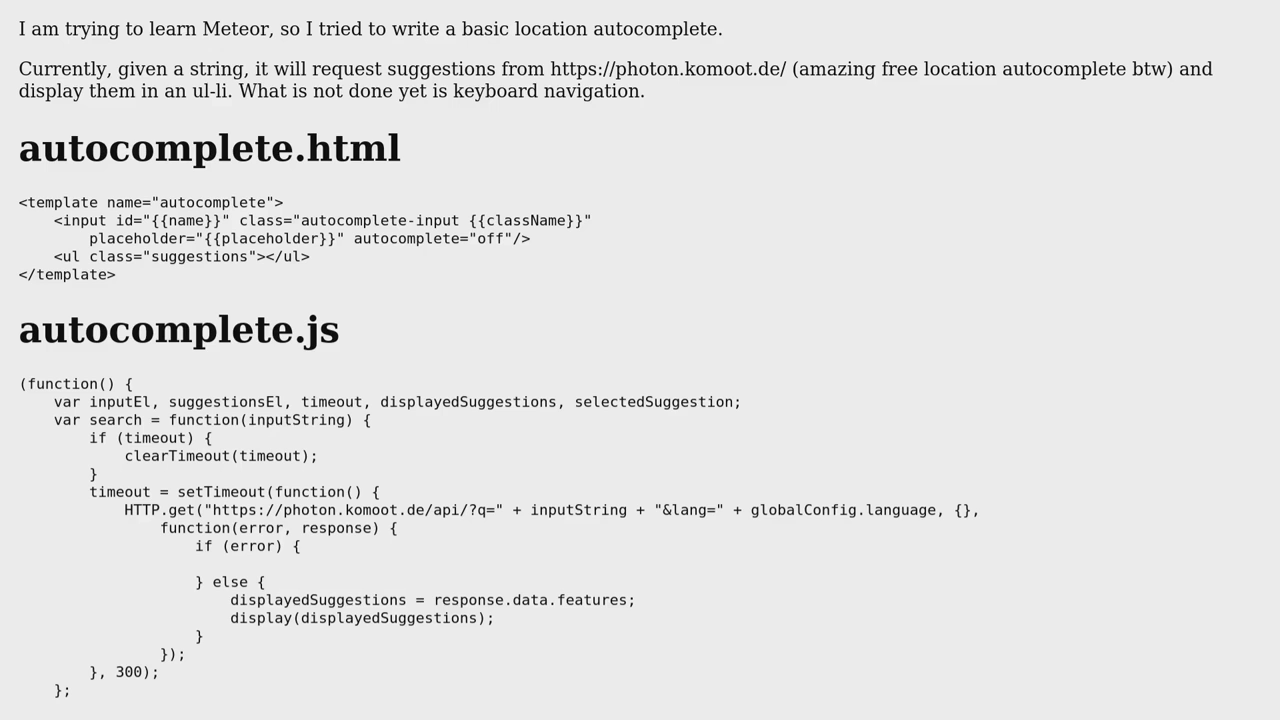 I am trying to learn Meteor, so I tried to write a basic location autocomplete.
Currently, given a string, it will request suggestions from https://photon.komoot.de/ (amazing free location autocomplete btw) and
display them in an ul-li. What is not done yet is keyboard navigation.
autocomplete.html
<template name="autocomplete">
    <input id="{{name}}" class="autocomplete-input {{className}}"
        placeholder="{{placeholder}}" autocomplete="off"/>
    <ul class="suggestions"></ul>
</template>
autocomplete.js
(function() {
    var inputEl, suggestionsEl, timeout, displayedSuggestions, selectedSuggestion;
    var search = function(inputString) {
        if (timeout) {
            clearTimeout(timeout);
        }
        timeout = setTimeout(function() {
            HTTP.get("https://photon.komoot.de/api/?q=" + inputString + "&lang=" + globalConfig.language, {},
                function(error, response) {
                    if (error) {
                    } else {
                        displayedSuggestions = response.data.features;
                        display(displayedSuggestions);
                    }
                });
        }, 300);
    };